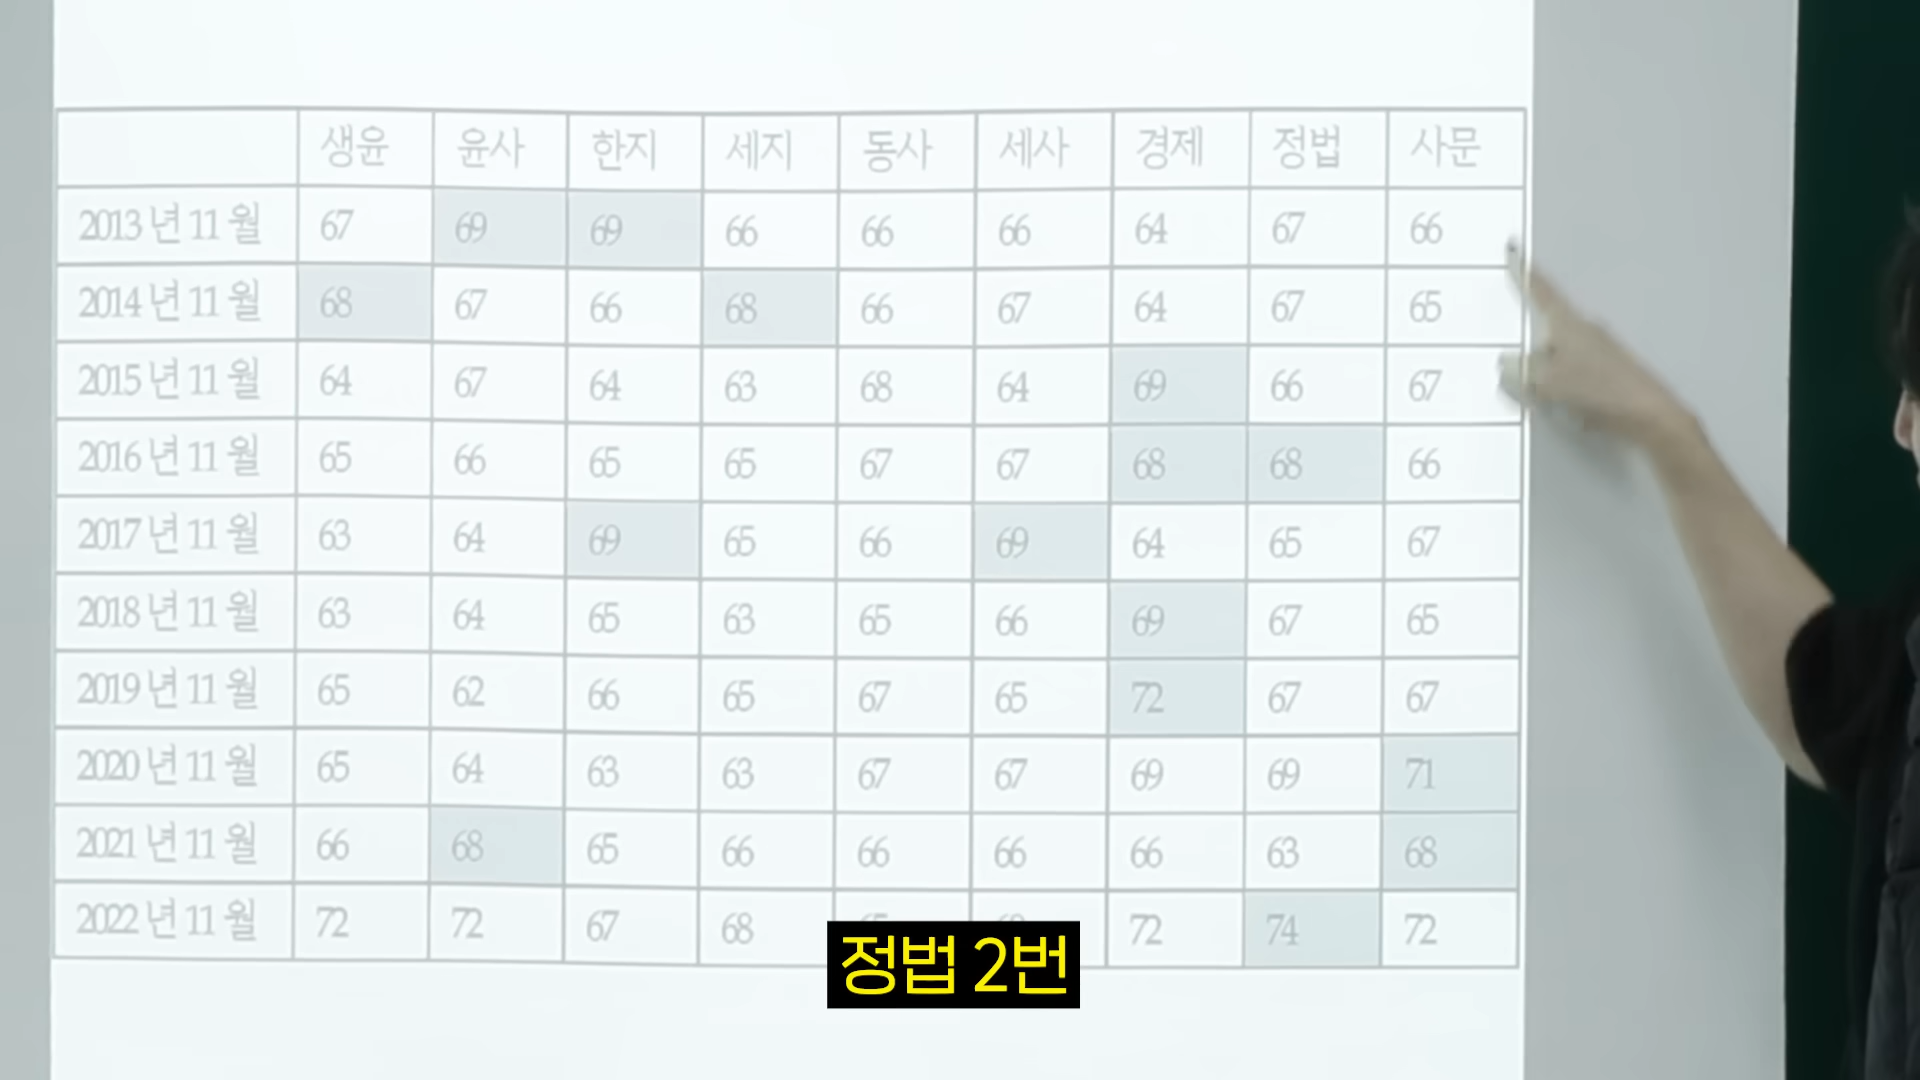 생윤 윤사 한지 세지 동사 세사 경제 정법 사문
2013년 11월 67 69 69 66 66 66 64 67 66
2014년 11월 68 67 66 68 66 67 64 67 65
2015년 11월 64 67 64 63 68 64 69 66 67
2016년 11월 65 66 65 65 67 67 68 68 66
2017년 11월 63 64 69 65 66 69 64 65 67
2018년 11월 63 64 65 63 65 66 69 67 65
2019년 11월 65 62 66 65 67 65 72 67 67
2020년 11월 65 64 63 63 67 67 69 69 71
2021년 11월 66 68 65 66 66 66 66 63 68
2022년 11월 72 72 67 68 72 74 72
정법 2번